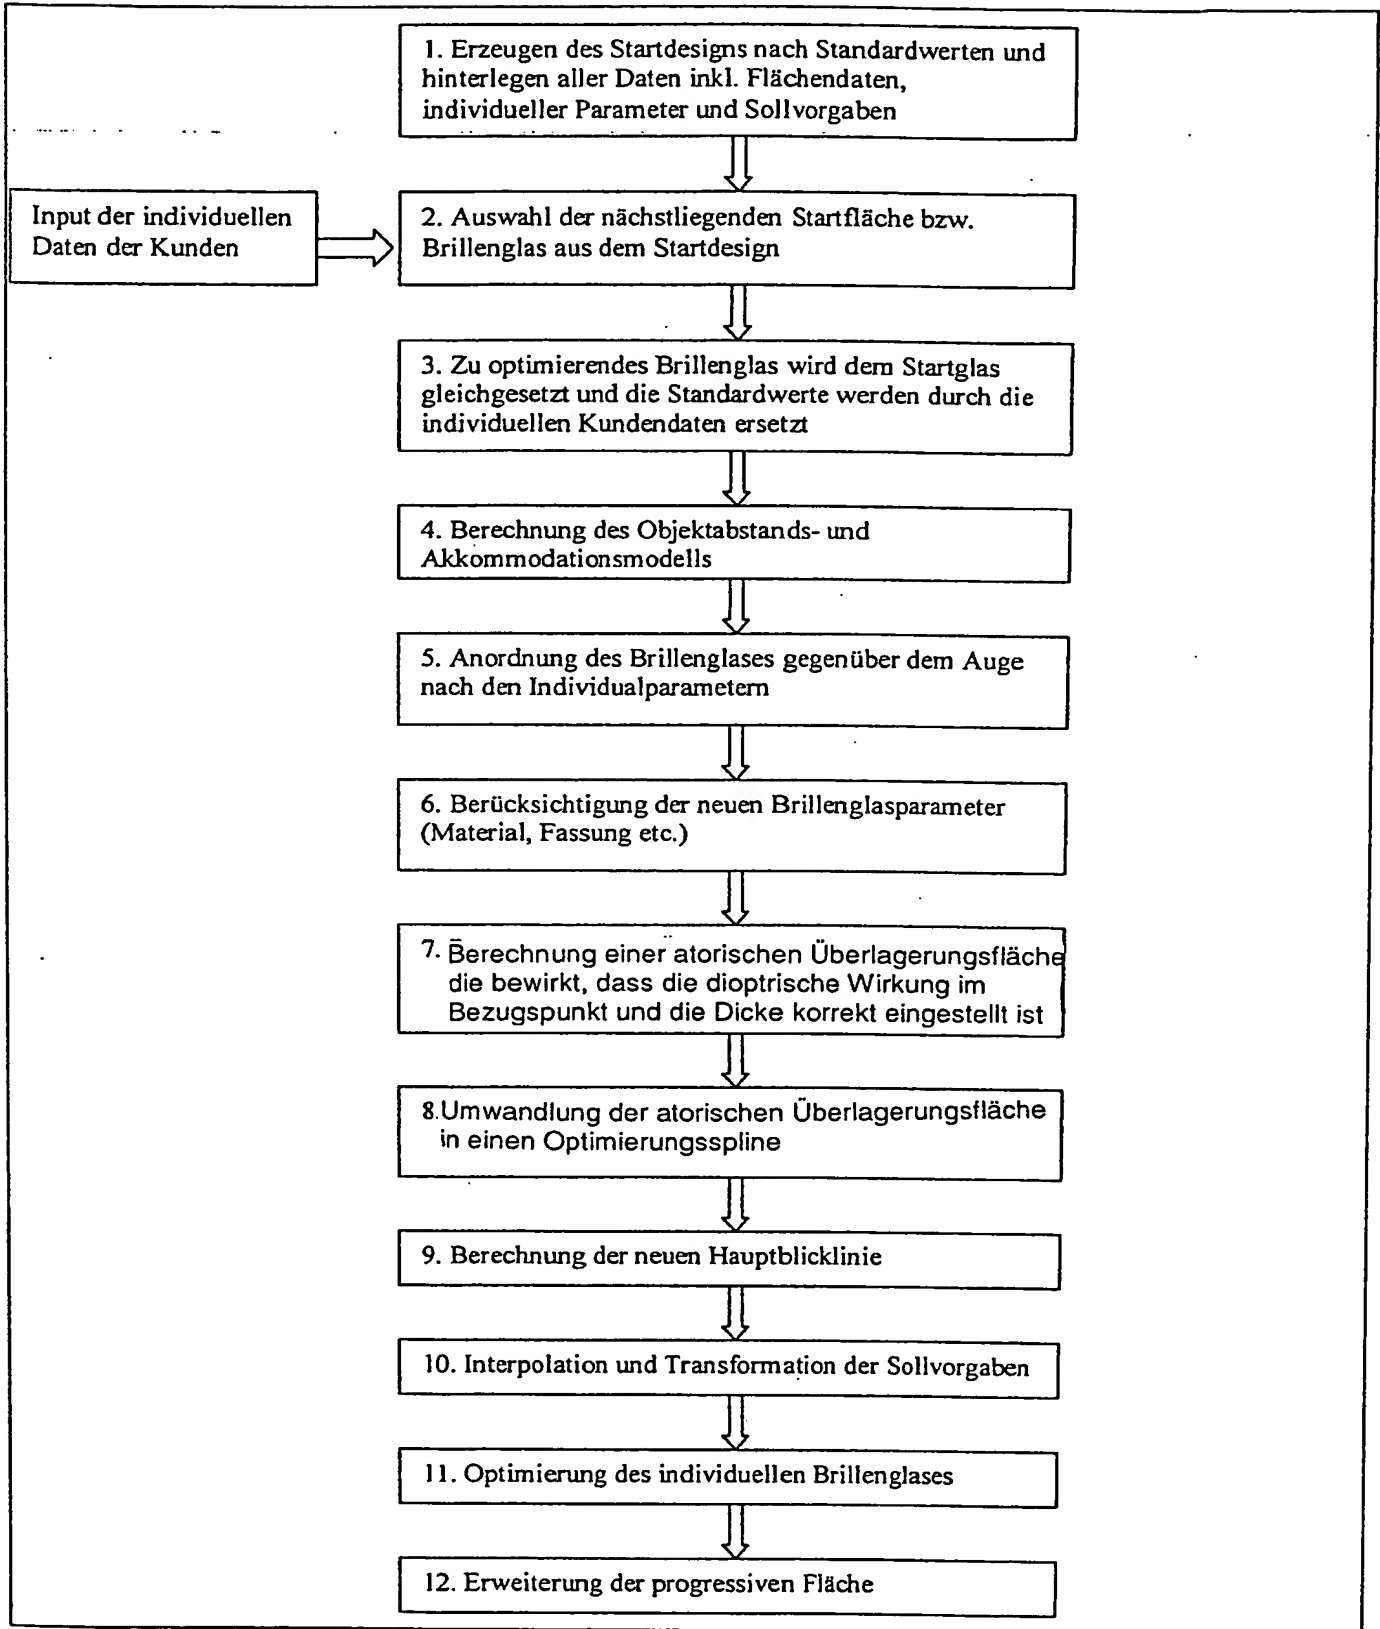 1. Erzeugen des Startdesigns nach Standardwerten und
hinterlegen aller Daten inkl. Flächendaten,
individueller Parameter und Sollvorgaben
Input der individuellen
Daten der Kunden
2. Auswahl der nächstliegenden Startfläche bzw.
Brillenglas aus dem Startdesign
3. Zu optimierendes Brillenglas wird dem Startglas
gleichgesetzt und die Standardwerte werden durch die
individuellen Kundendaten ersetzt
4. Berechnung des Objektabstands- und
Akkommodationsmodells
5. Anordnung des Brillenglases gegenüber dem Auge
nach den Individualparametern
6. Berücksichtigung der neuen Brillenglasparameter
(Material, Fassung etc.)
7. Berechnung einer atorischen Überlagerungsfläche
die bewirkt, dass die dioptrische Wirkung im
Bezugspunkt und die Dicke korrekt eingestellt ist
8. Umwandlung der atorischen Überlagerungsfläche
in einen Optimierungsspline
9. Berechnung der neuen Hauptblicklinie
10. Interpolation und Transformation der Sollvorgaben
11. Optimierung des individuellen Brillenglases
12. Erweiterung der progressiven Fläche